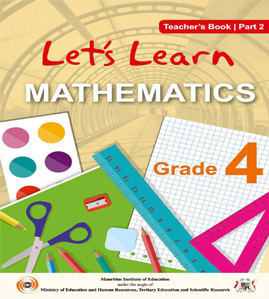 Teacher's Book | Part 2
Let's Learn
MATHEMATICS
Grade 4
Mauritius Institute of Education
under the aegis of
Ministry of Education and Human Resources, Tertiary Education and Scientific Research